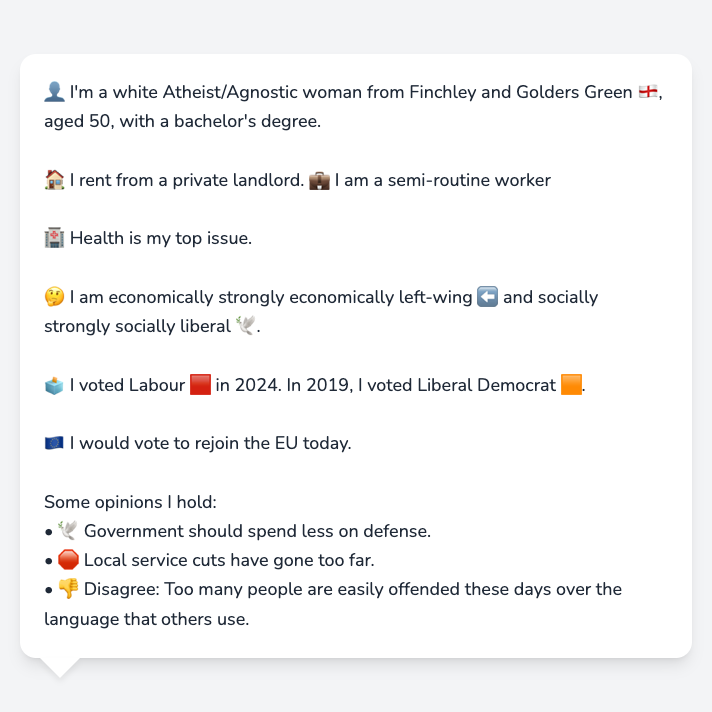 👤 I'm a white Atheist/Agnostic woman from Finchley and Golders Green 🏴󠁧󠁢󠁥󠁮󠁧󠁿,
aged 50, with a bachelor's degree.
🏠 I rent from a private landlord. 💼 I am a semi-routine worker
🏥 Health is my top issue.
🤔 I am economically strongly economically left-wing ⬅️ and socially
strongly socially liberal 🕊️.
🗳️ I voted Labour 🟥 in 2024. In 2019, I voted Liberal Democrat 🟧.
🇪🇺 I would vote to rejoin the EU today.
Some opinions I hold:
• 🕊️ Government should spend less on defense.
• 🛑 Local service cuts have gone too far.
• 👎 Disagree: Too many people are easily offended these days over the
language that others use.